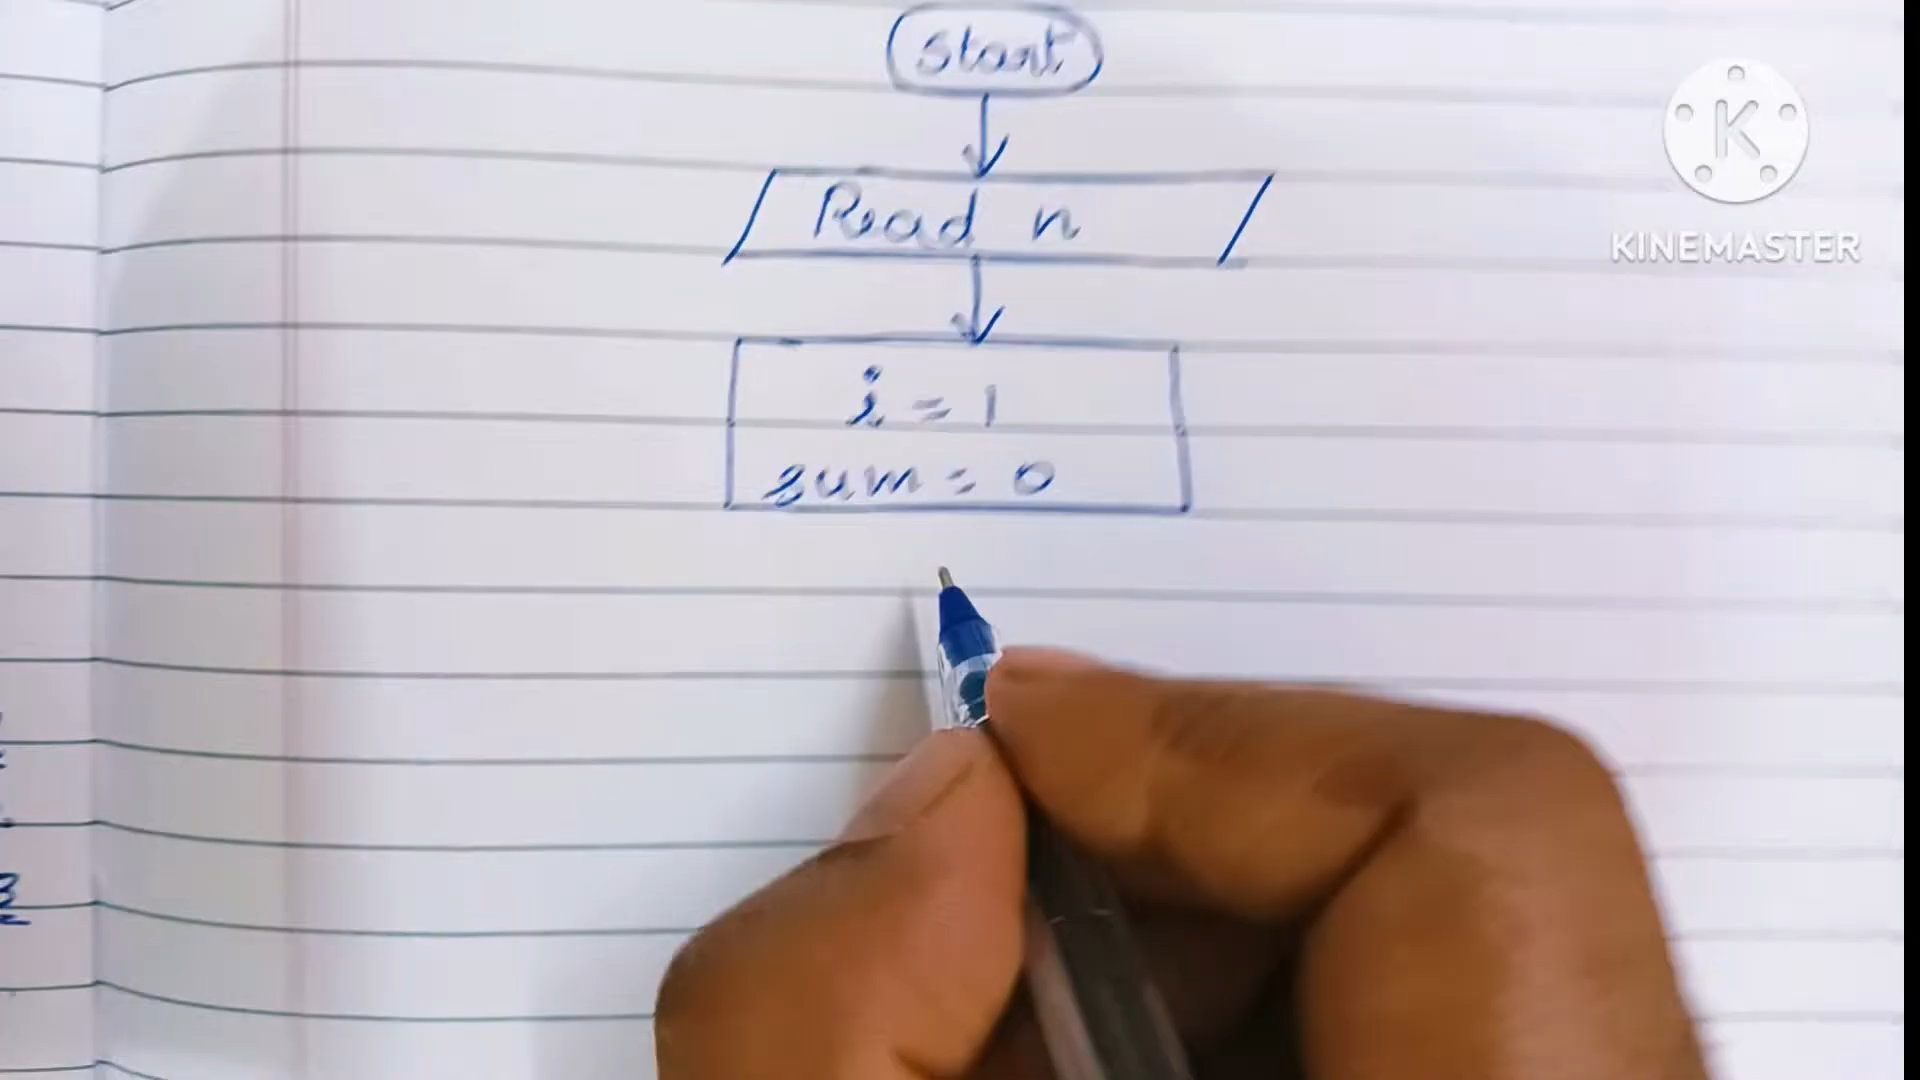 Start
Read n
i = 1
sum = 0
K
KINEMASTER